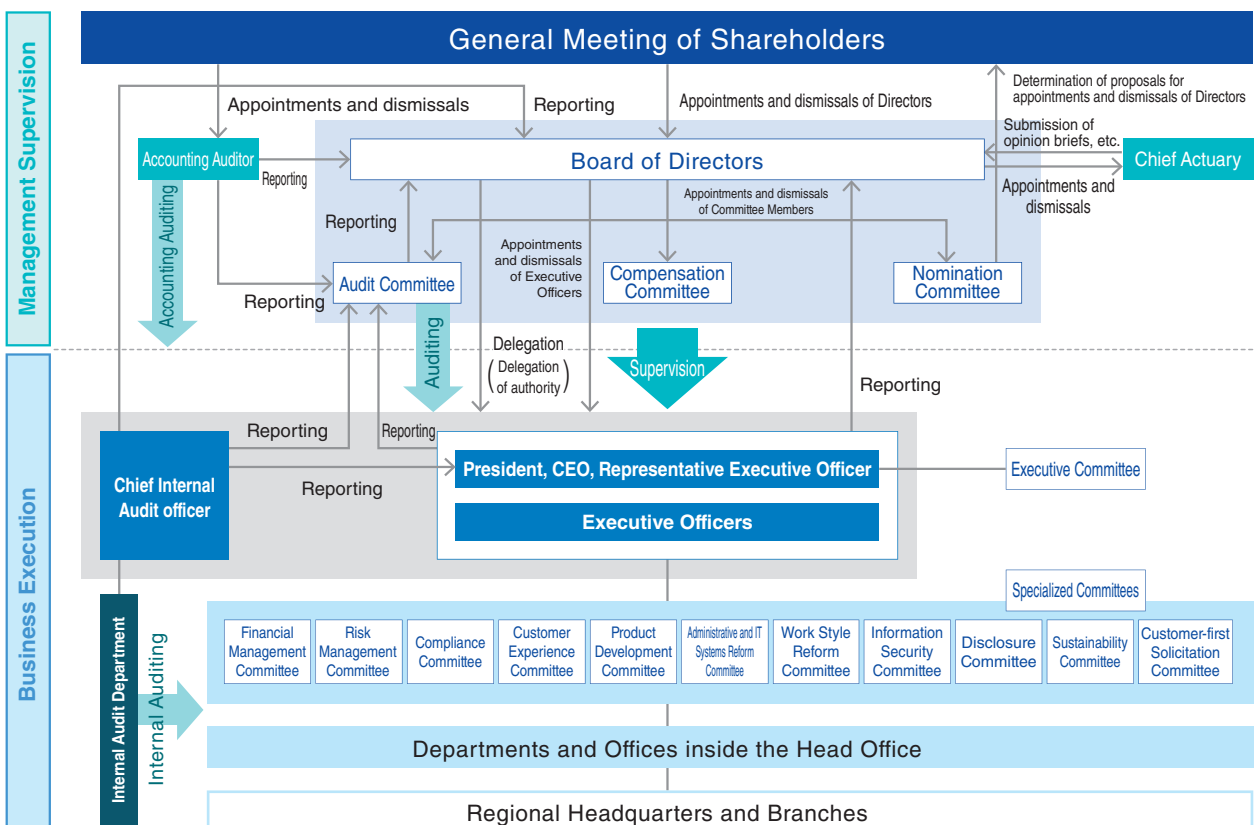 Management Supervision
General Meeting of Shareholders
Appointments and dismissals
Reporting
Appointments and dismissals of Directors
Determination of proposals for
appointments and dismissals of Directors
Accounting Auditor
Reporting
Board of Directors
Submission of
opinion briefs, etc.
Chief Actuary
Appointments and
dismissals
Accounting Auditing
Reporting
Appointments and dismissals
of Committee Members
Appointments
and dismissals
of Executive
Officers
Reporting
Audit Committee
Compensation
Committee
Nomination
Committee
Auditing
Delegation
(Delegation
of authority)
Supervision
Reporting
Business Execution
Chief Internal
Audit officer
Reporting
Reporting
Reporting
President, CEO, Representative Executive Officer
Executive Officers
Executive Committee
Specialized Committees
Internal Audit Department
Internal Auditing
Financial
Management
Committee
Risk
Management
Committee
Compliance
Committee
Customer
Experience
Committee
Product
Development
Committee
Administrative and IT
Systems Reform
Committee
Work Style
Reform
Committee
Information
Security
Committee
Disclosure
Committee
Sustainability
Committee
Customer-first
Solicitation
Committee
Departments and Offices inside the Head Office
Regional Headquarters and Branches